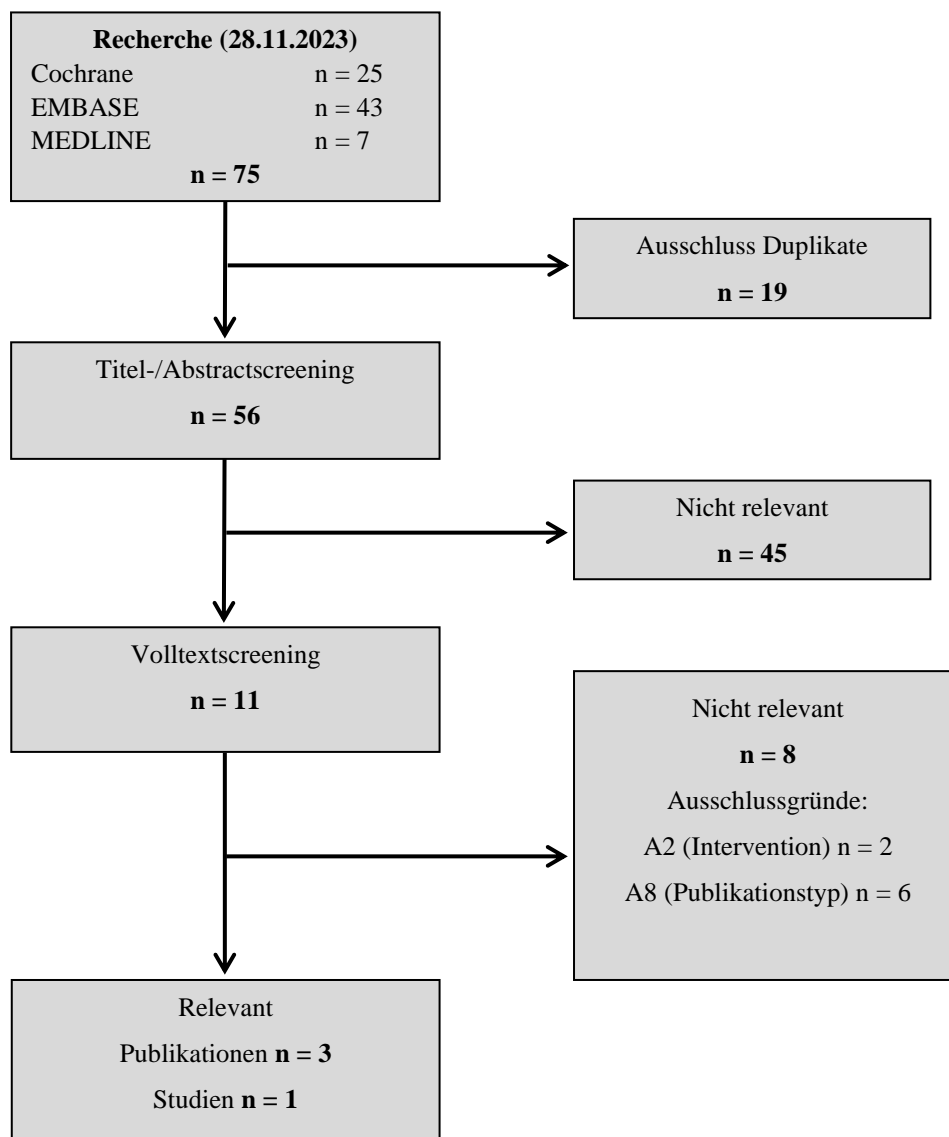 Recherche (28.11.2023)
Cochrane n = 25
EMBASE n = 43
MEDLINE n = 7
n = 75
Ausschluss Duplikate
n = 19
Titel-/Abstractscreening
n = 56
Nicht relevant
n = 45
Volltextscreening
n = 11
Nicht relevant
n = 8
Ausschlussgründe:
A2 (Intervention) n = 2
A8 (Publikationstyp) n = 6
Relevant
Publikationen n = 3
Studien n = 1